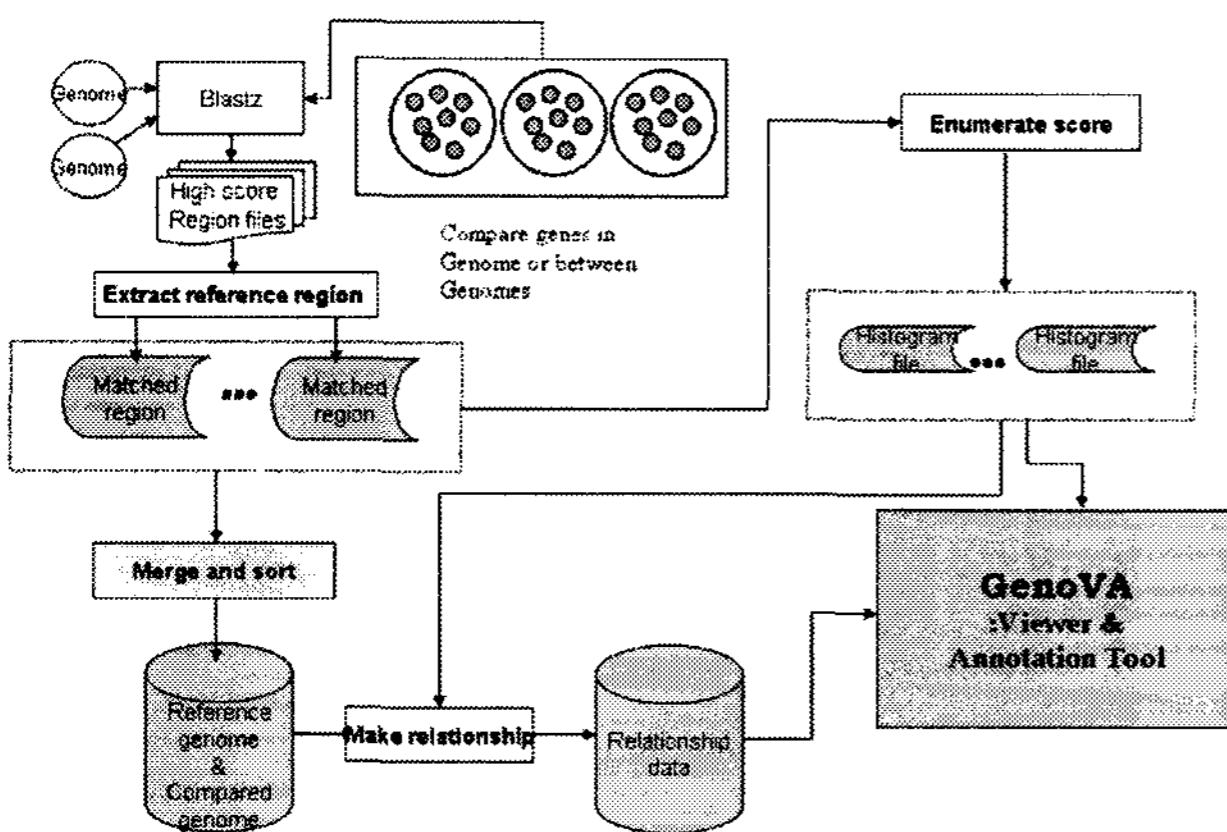 Genome
Blastz
Genome
High score
Region files
Compare genes in
Genome or between
Genomes
Enumerate score
Extract reference region
Matched
region
Matched
region
Histogram
file
Histogram
file
Merge and sort
GenoVA
:Viewer &
Annotation Tool
Reference
genome
&
Compared
genome
Make relationship
Relationship
data